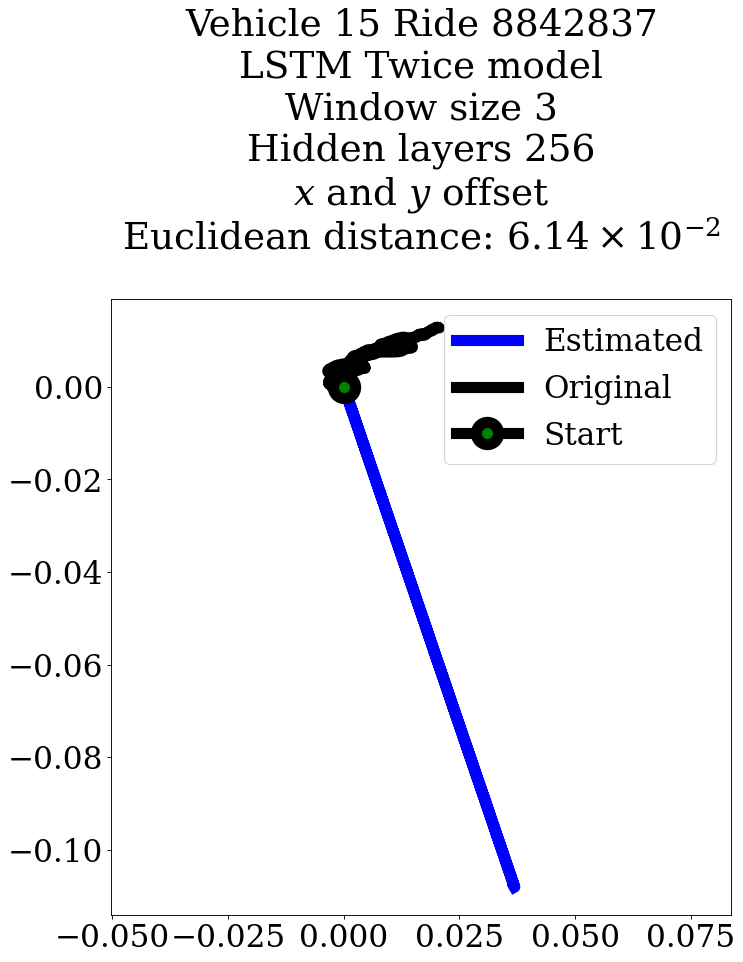 Vehicle 15 Ride 8842837
LSTM Twice model
Window size 3
Hidden layers 256
x and y offset
Euclidean distance: 6.14 × 10⁻²
Estimated
Original
Start
0.00
−0.02
−0.04
−0.06
−0.08
−0.10
−0.050 −0.025 0.000 0.025 0.050 0.075